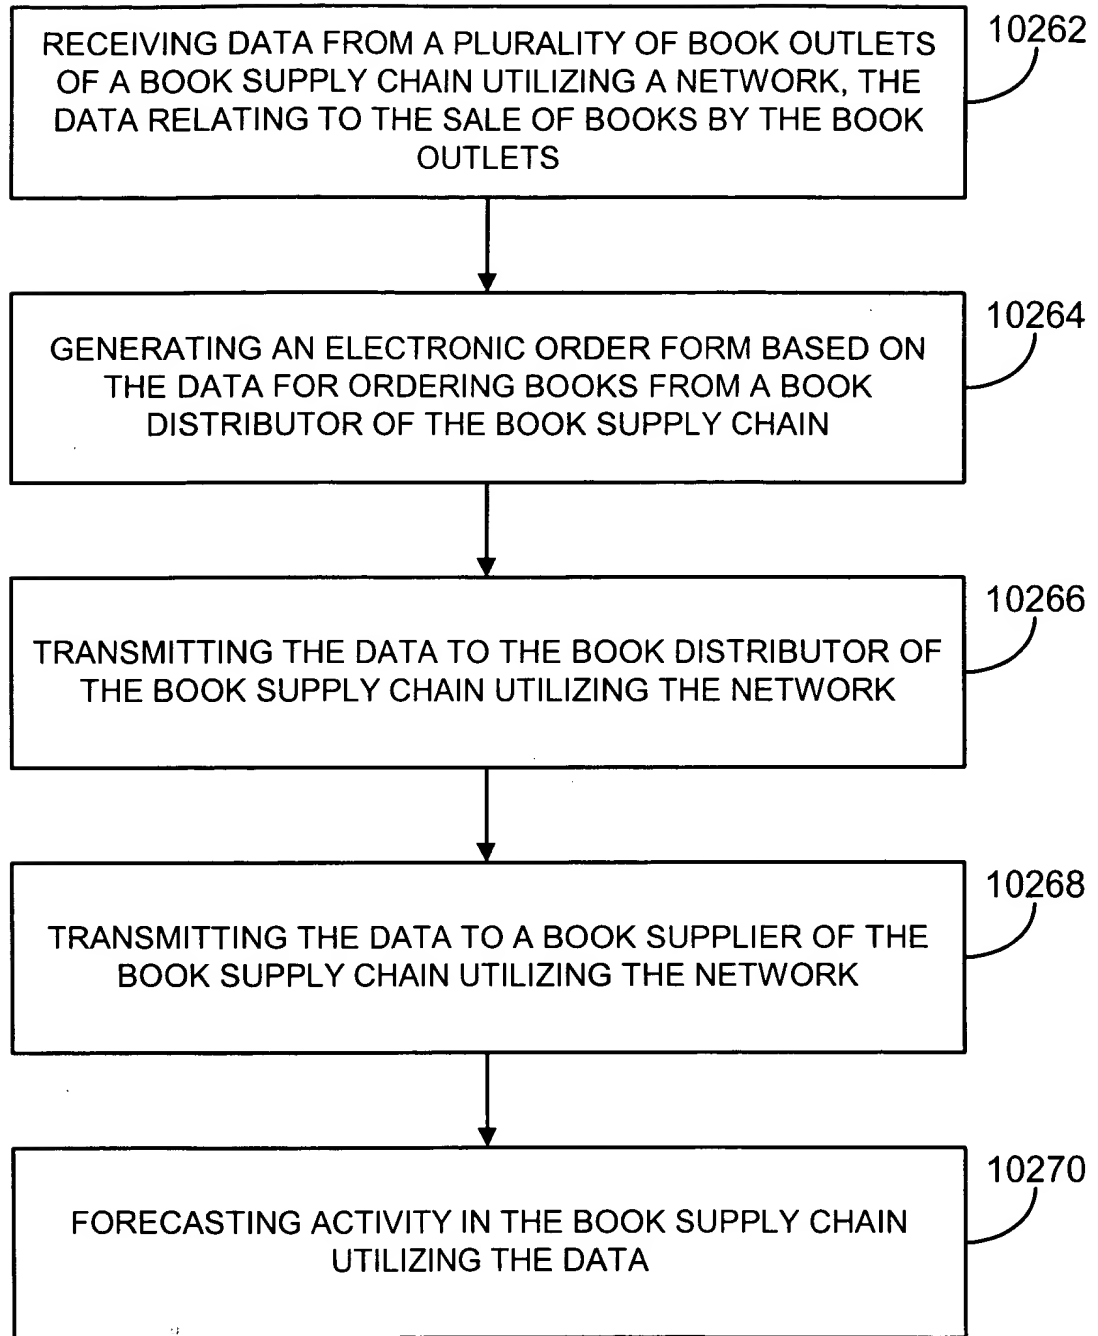 RECEIVING DATA FROM A PLURALITY OF BOOK OUTLETS
OF A BOOK SUPPLY CHAIN UTILIZING A NETWORK, THE
DATA RELATING TO THE SALE OF BOOKS BY THE BOOK
OUTLETS
10262
GENERATING AN ELECTRONIC ORDER FORM BASED ON
THE DATA FOR ORDERING BOOKS FROM A BOOK
DISTRIBUTOR OF THE BOOK SUPPLY CHAIN
10264
TRANSMITTING THE DATA TO THE BOOK DISTRIBUTOR OF
THE BOOK SUPPLY CHAIN UTILIZING THE NETWORK
10266
TRANSMITTING THE DATA TO A BOOK SUPPLIER OF THE
BOOK SUPPLY CHAIN UTILIZING THE NETWORK
10268
FORECASTING ACTIVITY IN THE BOOK SUPPLY CHAIN
UTILIZING THE DATA
10270